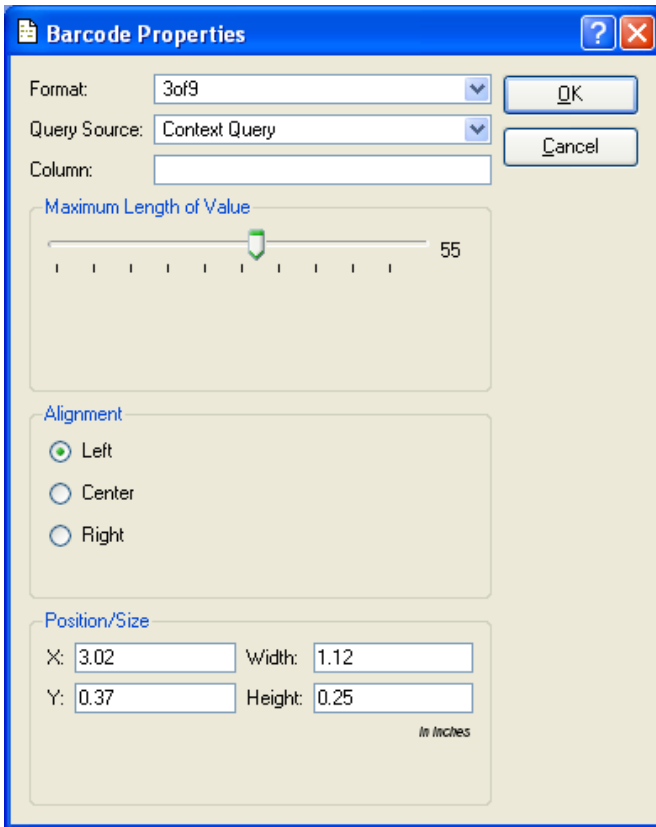 Barcode Properties
Format: 3of9 OK
Query Source: Context Query Cancel
Column:
Maximum Length of Value
55
Alignment
Left
Center
Right
Position/Size
X: 3.02 Width: 1.12
Y: 0.37 Height: 0.25
in inches